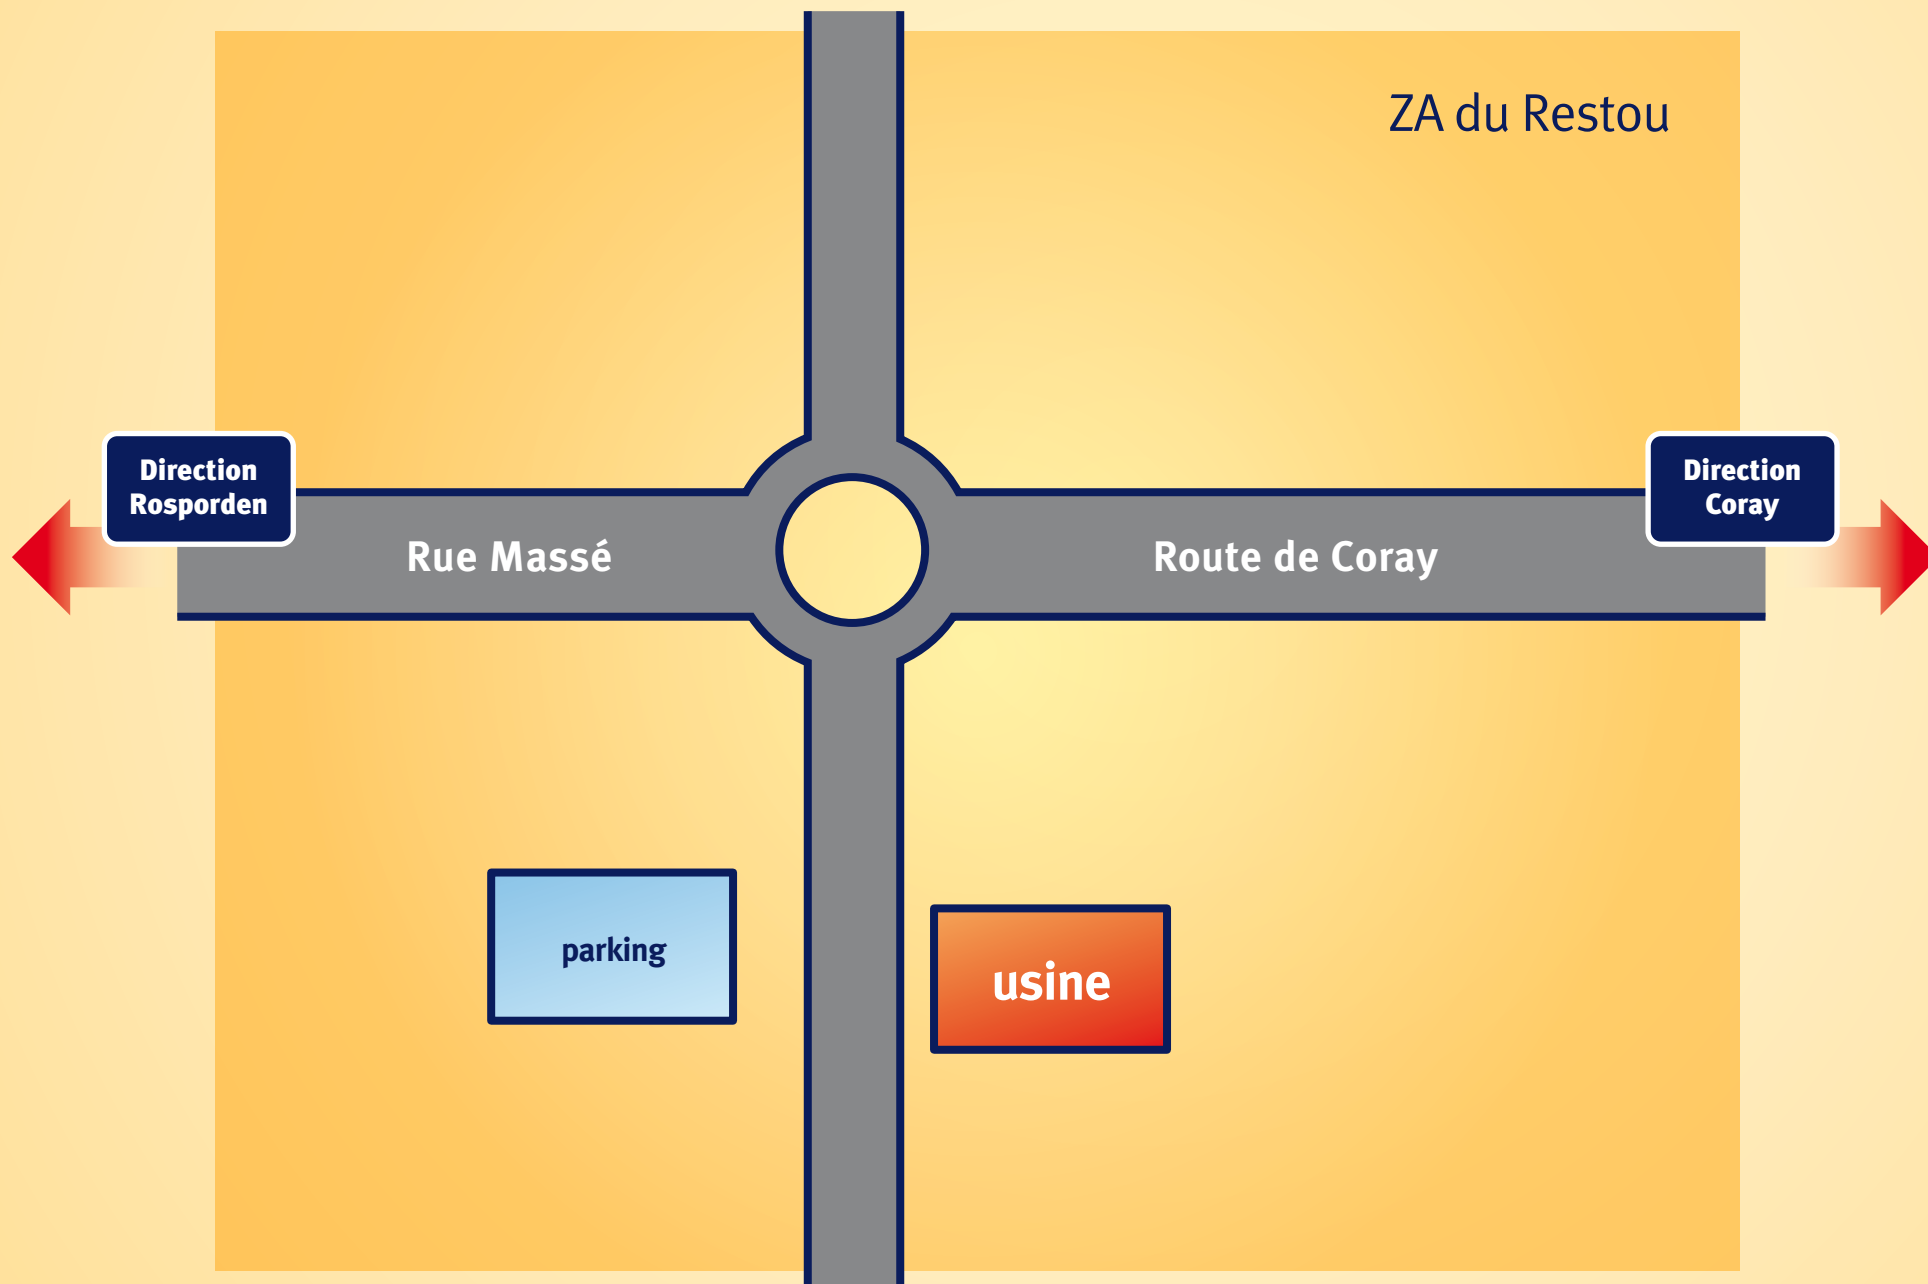 ZA du Restou
Direction
Rosporden
Direction
Coray
Rue Massé
Route de Coray
parking
usine